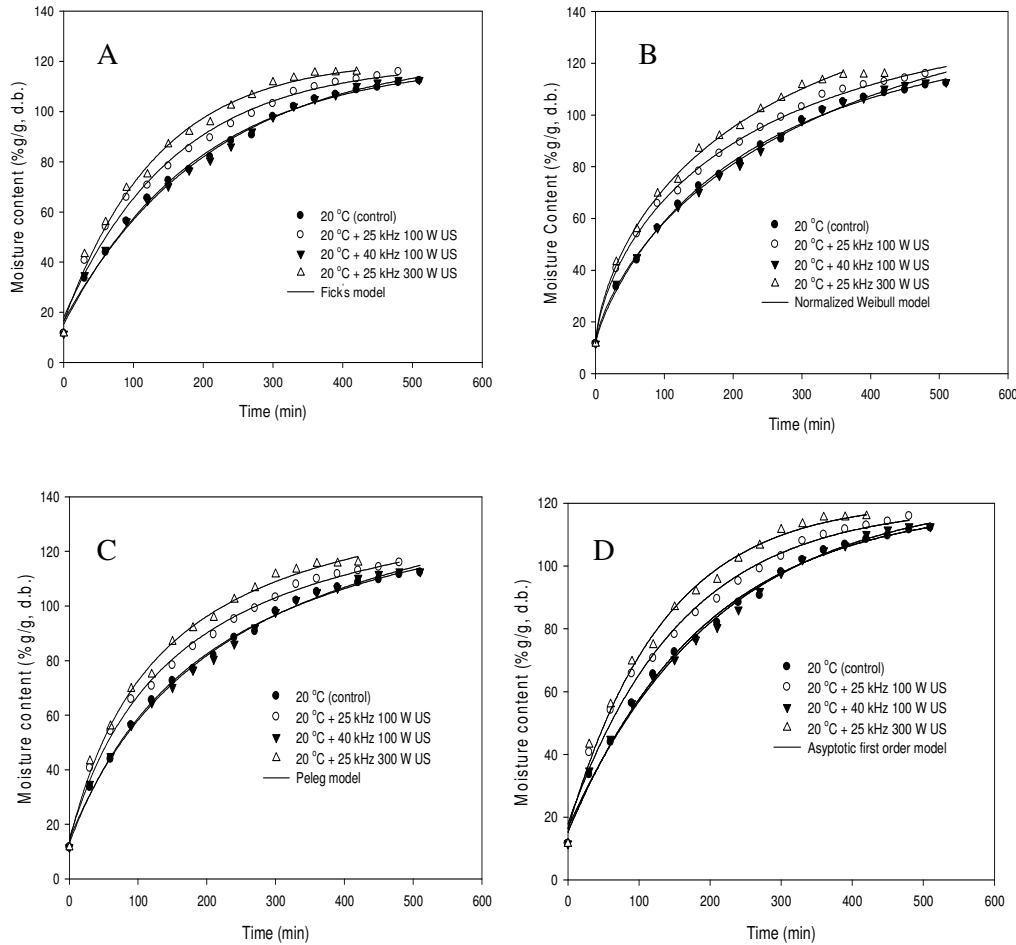 A
140
120
100
80
60
40
20
0
Moisture content (%g/g, d.b.)
20 °C (control)
20 °C + 25 kHz 100 W US
20 °C + 40 kHz 100 W US
20 °C + 25 kHz 300 W US
Fick's model
0 100 200 300 400 500 600
Time (min)
B
140
120
100
80
60
40
20
0
Moisture Content (%g/g, d.b.)
20 °C (control)
20 °C + 25 kHz 100 W US
20 °C + 40 kHz 100 W US
20 °C + 25 kHz 300 W US
Normalized Weibull model
0 100 200 300 400 500 600
Time (min)
C
140
120
100
80
60
40
20
0
Moisture content (%g/g, d.b.)
20 °C (control)
20 °C + 25 kHz 100 W US
20 °C + 40 kHz 100 W US
20 °C + 25 kHz 300 W US
Peleg model
0 100 200 300 400 500 600
Time (min)
D
120
100
80
60
40
20
0
Moisture content (%g/g, d.b.)
20 °C (control)
20 °C + 25 kHz 100 W US
20 °C + 40 kHz 100 W US
20 °C + 25 kHz 300 W US
Asyptotic first order model
0 100 200 300 400 500 600
Time (min)